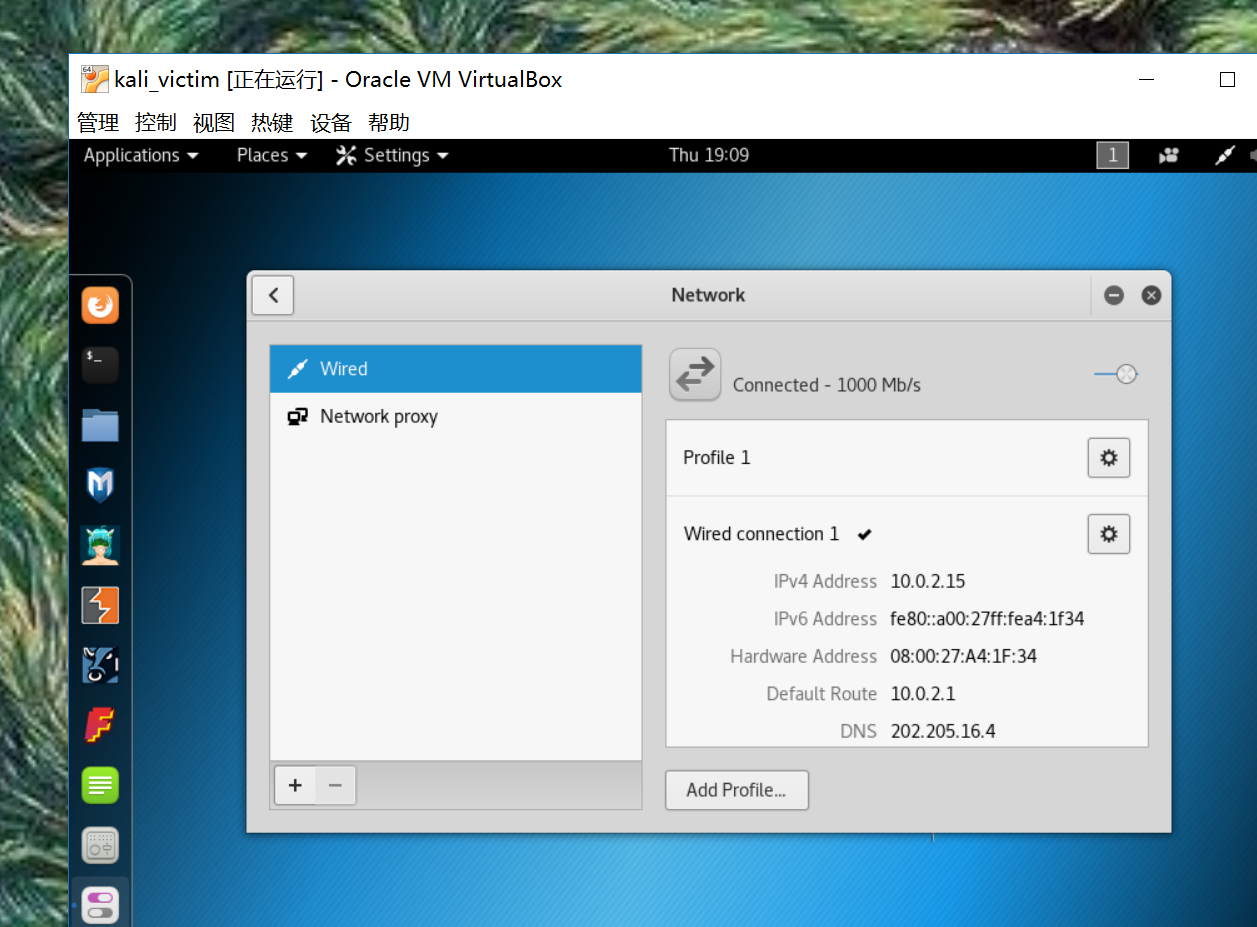 64
kali_victim [正在运行] - Oracle VM VirtualBox
管理 控制 视图 热键 设备 帮助
Applications Places Settings Thu 19:09 1
$_
Network
Wired
Network proxy
Connected - 1000 Mb/s
Profile 1
Wired connection 1
IPv4 Address 10.0.2.15
IPv6 Address fe80::a00:27ff:fea4:1f34
Hardware Address 08:00:27:A4:1F:34
Default Route 10.0.2.1
DNS 202.205.16.4
Add Profile...